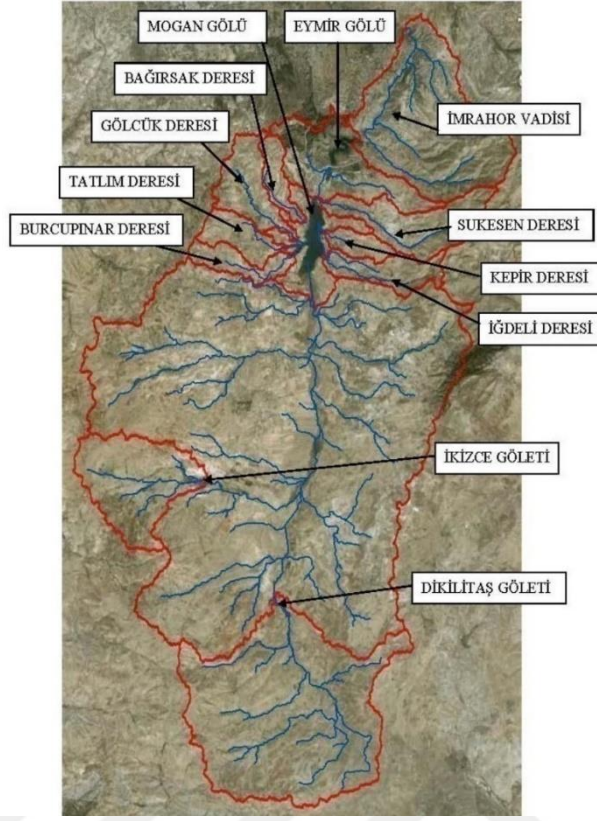 MOGAN GÖLÜ
EYMİR GÖLÜ
BAĞIRSAK DERESİ
GÖLCÜK DERESİ
İMRAHOR VADİSİ
TATLIM DERESİ
BURCUPINAR DERESİ
SUKESEN DERESİ
KEPİR DERESİ
İĞDELİ DERESİ
İKİZCE GÖLETİ
DİKİLİTAŞ GÖLETİ